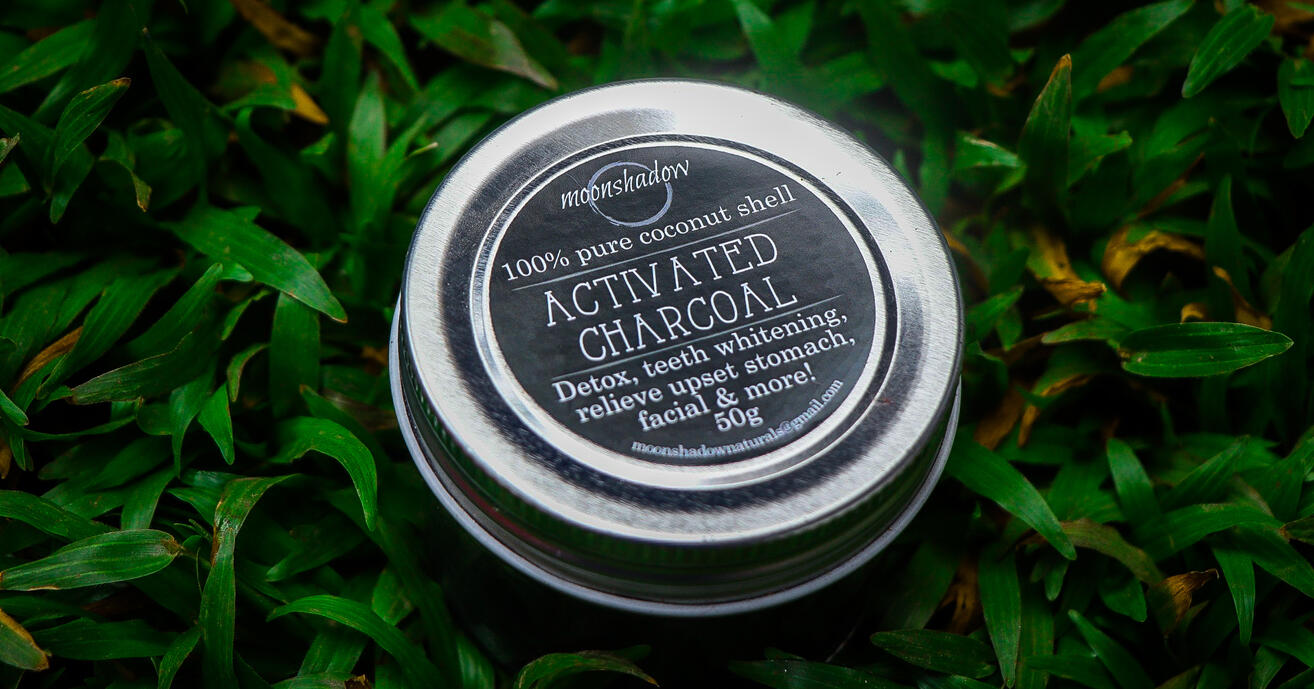 moonshadow
100% pure coconut shell
ACTIVATED
CHARCOAL
Detox, teeth whitening,
relieve upset stomach,
facial & more!
50g
moonshadownaturals@gmail.com